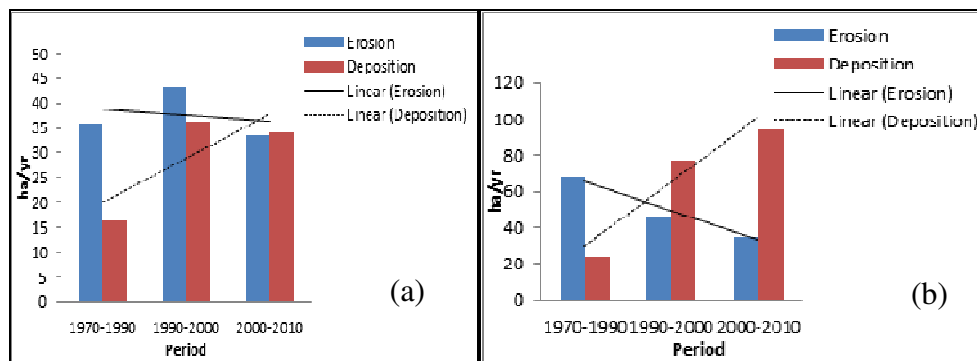 Erosion
Deposition
Linear (Erosion)
Linear (Deposition)
50
45
40
35
30
25
20
15
10
5
0
ha/yr
1970-1990 1990-2000 2000-2010
Period
(a)
Erosion
Deposition
Linear (Erosion)
Linear (Deposition)
120
100
80
60
40
20
0
ha/yr
1970-1990 1990-2000 2000-2010
Period
(b)